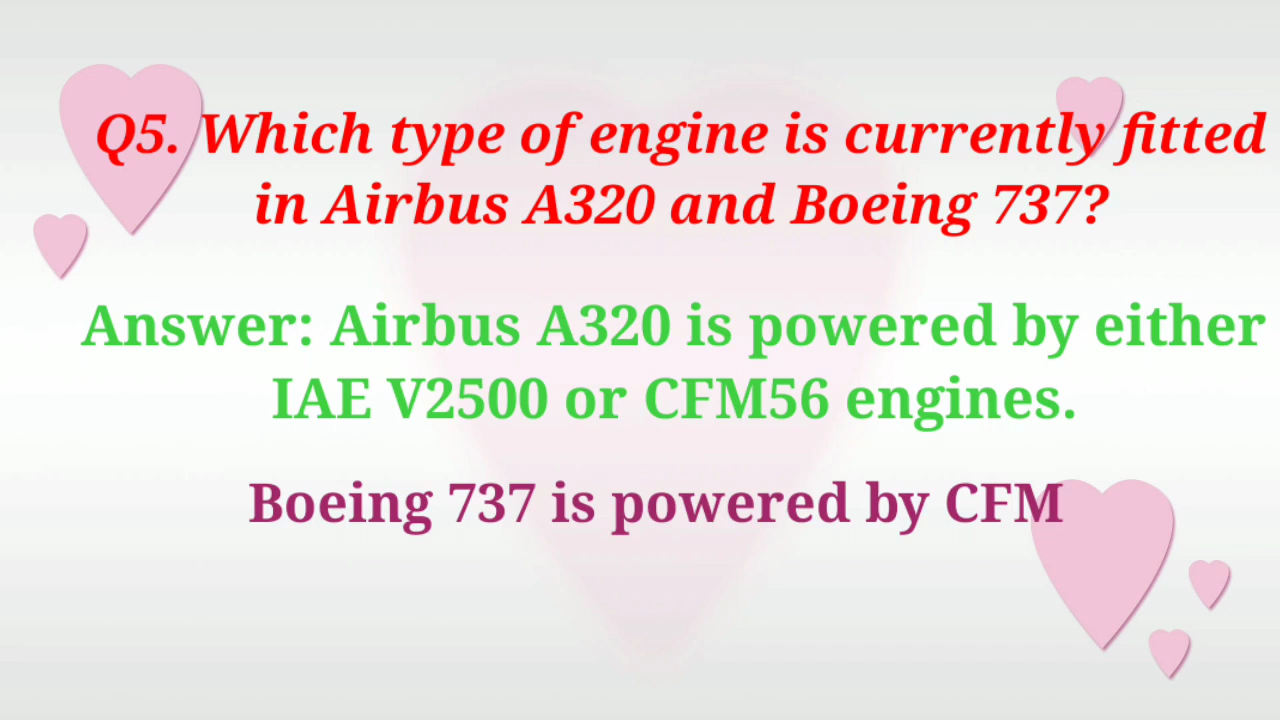 Q5. Which type of engine is currently fitted
in Airbus A320 and Boeing 737?
Answer: Airbus A320 is powered by either
IAE V2500 or CFM56 engines.
Boeing 737 is powered by CFM